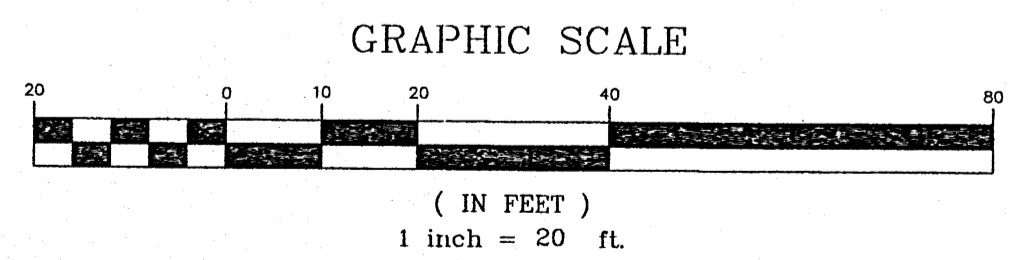 GRAPHIC SCALE
20 0 10 20 40 80
( IN FEET )
1 inch = 20 ft.